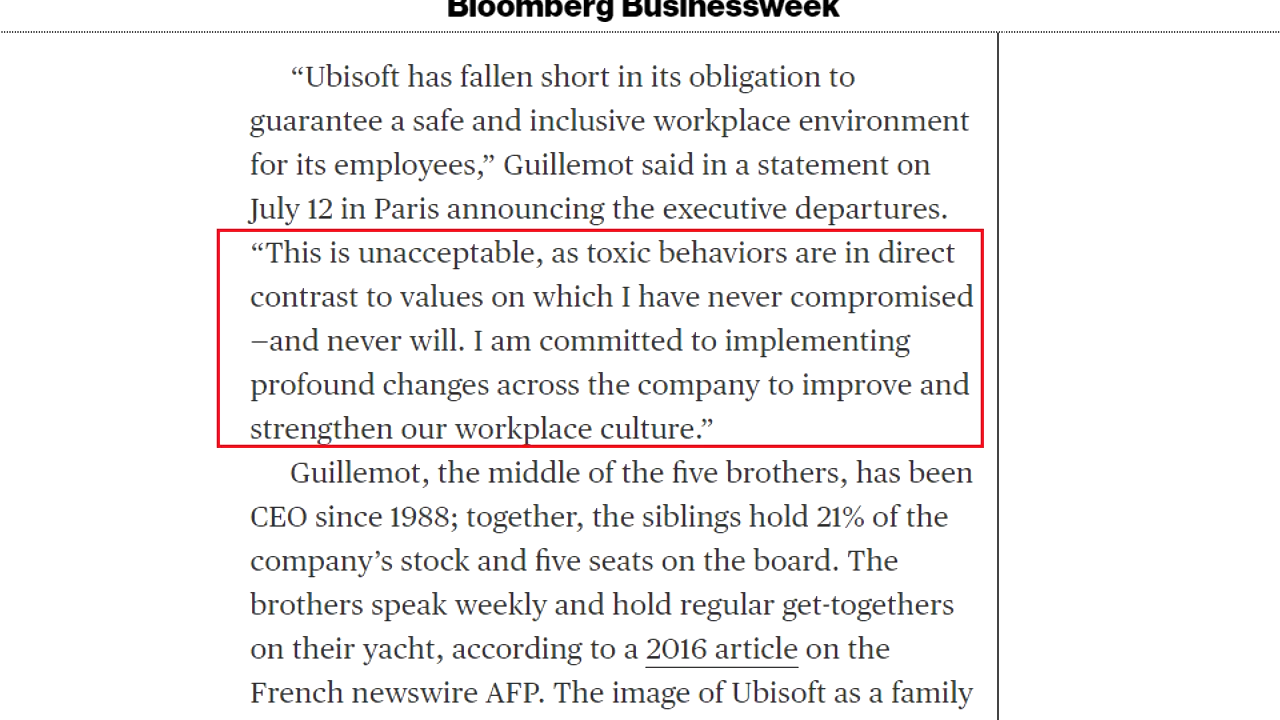 Bloomberg Businessweek
“Ubisoft has fallen short in its obligation to
guarantee a safe and inclusive workplace environment
for its employees,” Guillemot said in a statement on
July 12 in Paris announcing the executive departures.
“This is unacceptable, as toxic behaviors are in direct
contrast to values on which I have never compromised
—and never will. I am committed to implementing
profound changes across the company to improve and
strengthen our workplace culture.”
Guillemot, the middle of the five brothers, has been
CEO since 1988; together, the siblings hold 21% of the
company’s stock and five seats on the board. The
brothers speak weekly and hold regular get-togethers
on their yacht, according to a 2016 article on the
French newswire AFP. The image of Ubisoft as a family